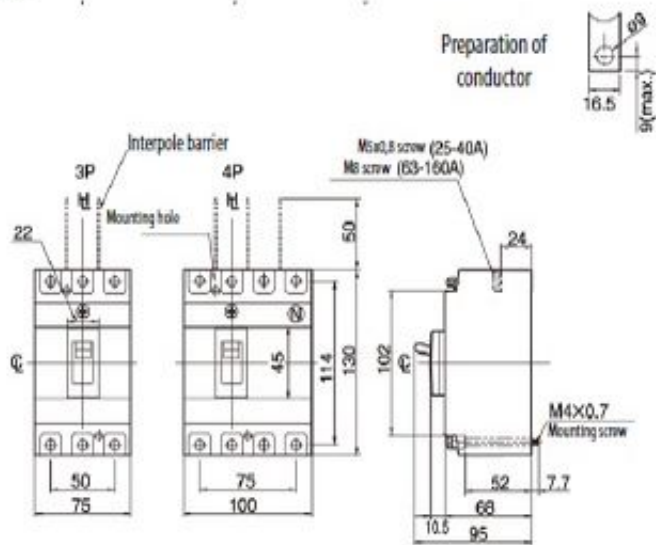 Preparation of
conductor
ø9
16.5
9(max.)
Interpole barrier
M5x0,8 screw (25-40A)
M8 screw (63-160A)
3P
4P
Mounting hole
22
50
24
45
114
130
102
N
M4×0.7
Mounting screw
50
75
75
100
52
7.7
10.5
68
95